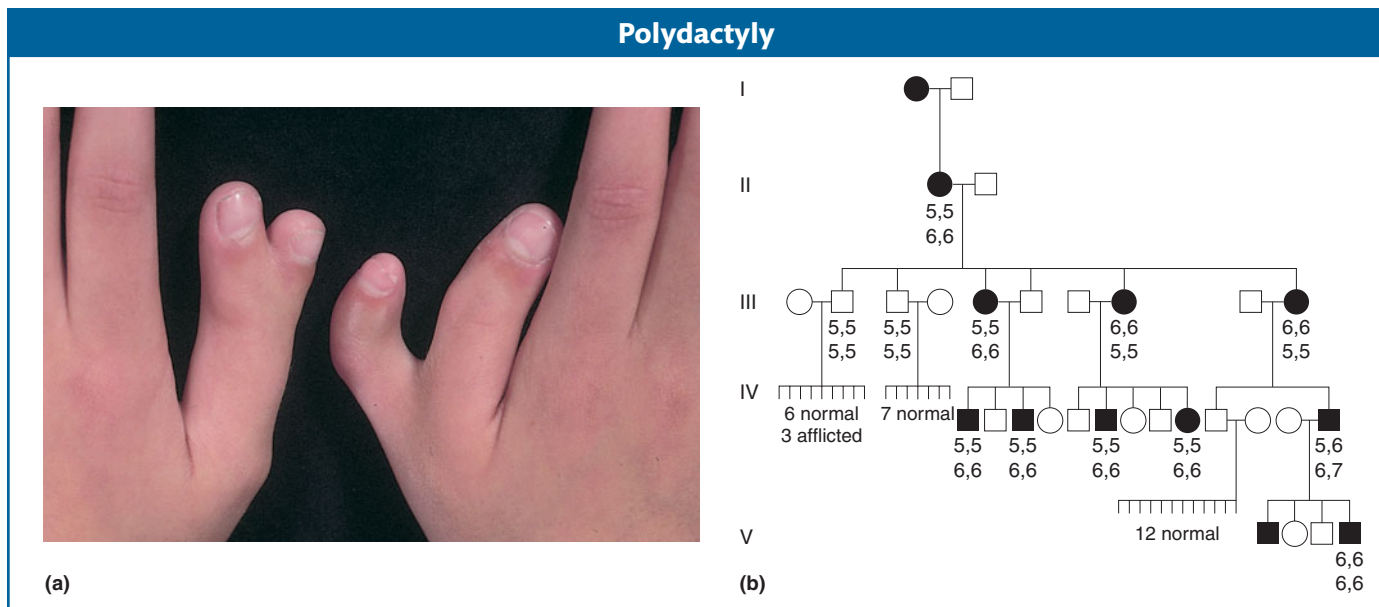 Polydactyly
(a)
I
II
5,5
6,6
III
5,5 5,5 5,5 6,6 6,6
5,5 5,5 6,6 5,5 5,5
IV
6 normal 7 normal
3 afflicted
5,5 5,5 5,5 5,5 5,6
6,6 6,6 6,6 6,6 6,7
V
12 normal
6,6
6,6
(b)